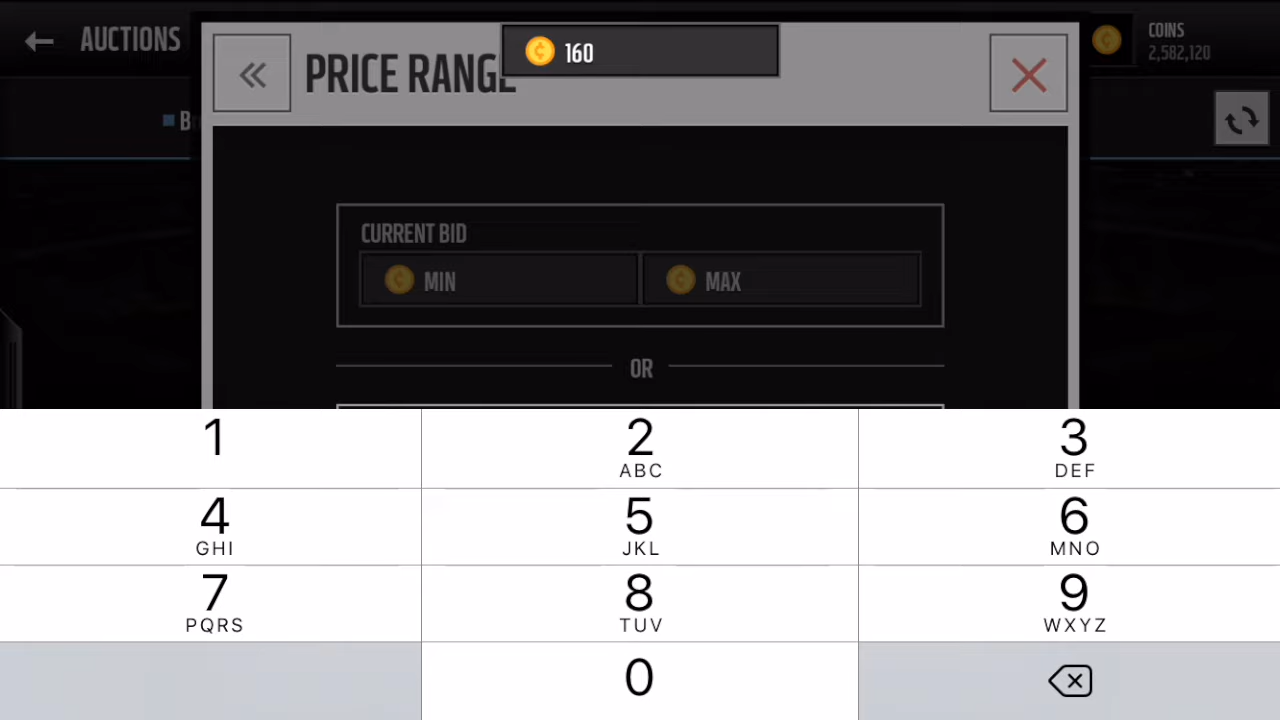 AUCTIONS
PRICE RANGE
160
COINS
2,582,120
CURRENT BID
MIN
MAX
OR
1
2
ABC
3
DEF
4
GHI
5
JKL
6
MNO
7
PQRS
8
TUV
9
WXYZ
0